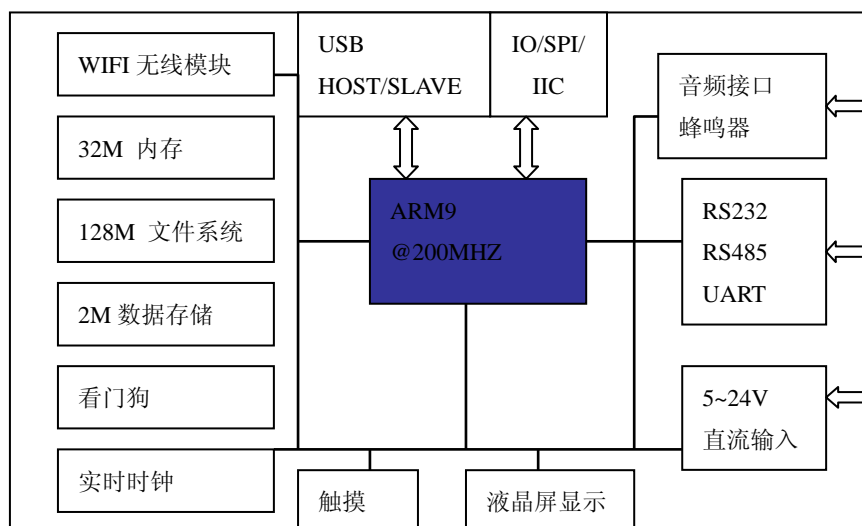 WIFI 无线模块
USB
HOST/SLAVE
IO/SPI/
IIC
音频接口
蜂鸣器
32M 内存
128M 文件系统
ARM9
@200MHZ
RS232
RS485
UART
2M 数据存储
看门狗
5~24V
直流输入
实时时钟
触摸
液晶屏显示